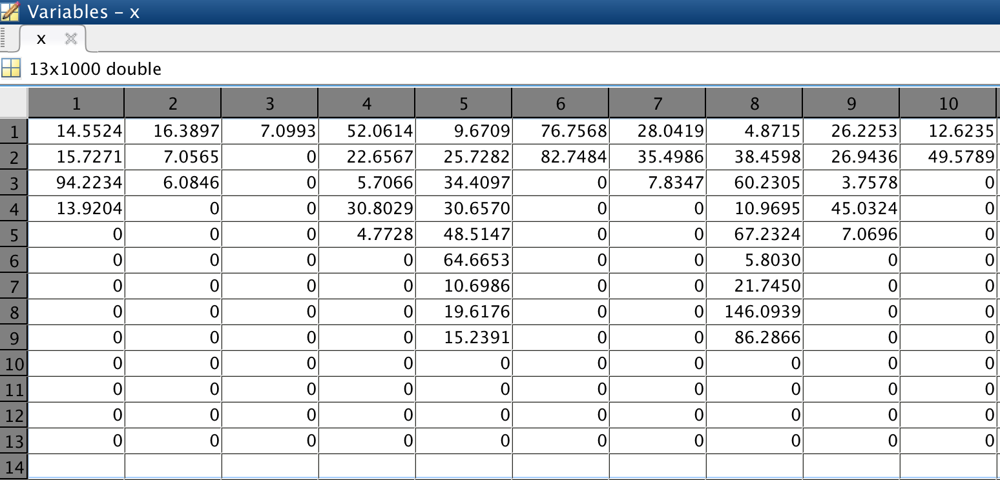 Variables – x
x
13x1000 double
1 2 3 4 5 6 7 8 9 10
1 14.5524 16.3897 7.0993 52.0614 9.6709 76.7568 28.0419 4.8715 26.2253 12.6235
2 15.7271 7.0565 0 22.6567 25.7282 82.7484 35.4986 38.4598 26.9436 49.5789
3 94.2234 6.0846 0 5.7066 34.4097 0 7.8347 60.2305 3.7578 0
4 13.9204 0 0 30.8029 30.6570 0 0 10.9695 45.0324 0
5 0 0 0 4.7728 48.5147 0 0 67.2324 7.0696 0
6 0 0 0 0 64.6653 0 0 5.8030 0 0
7 0 0 0 0 10.6986 0 0 21.7450 0 0
8 0 0 0 0 19.6176 0 0 146.0939 0 0
9 0 0 0 0 15.2391 0 0 86.2866 0 0
10 0 0 0 0 0 0 0 0 0 0
11 0 0 0 0 0 0 0 0 0 0
12 0 0 0 0 0 0 0 0 0 0
13 0 0 0 0 0 0 0 0 0 0
14